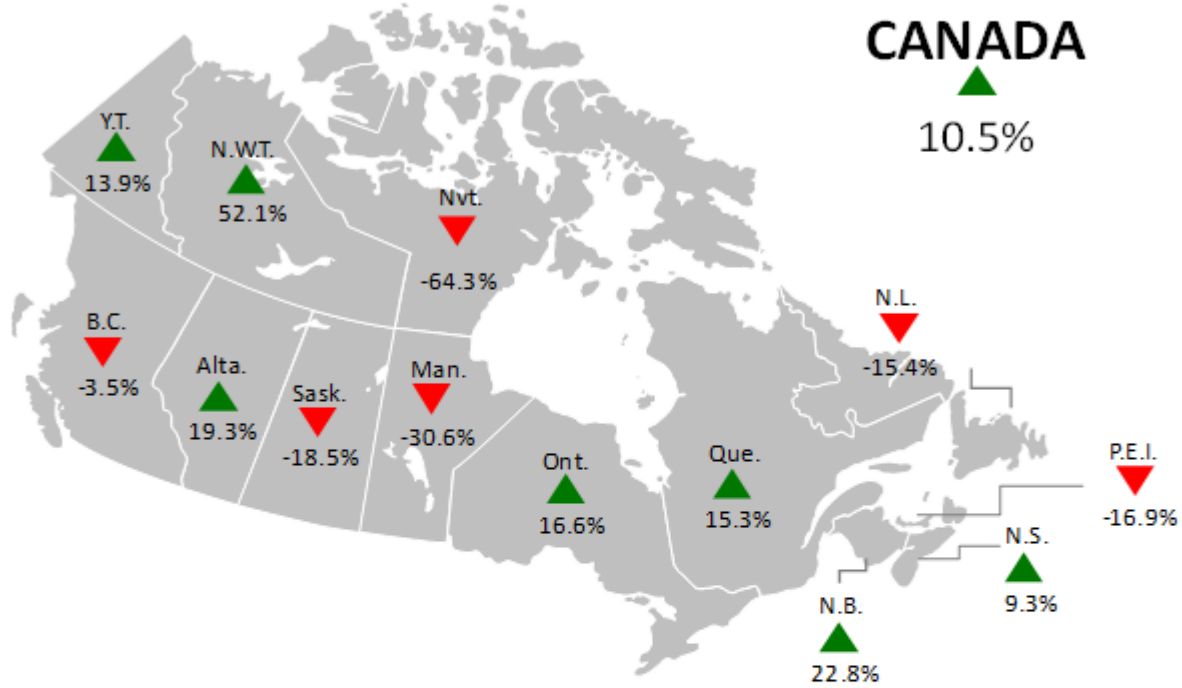 CANADA
10.5%
Y.T.
13.9%
N.W.T.
52.1%
Nvt.
-64.3%
B.C.
-3.5%
Alta.
19.3%
Sask.
-18.5%
Man.
-30.6%
Ont.
16.6%
Que.
15.3%
N.L.
-15.4%
P.E.I.
-16.9%
N.S.
9.3%
N.B.
22.8%